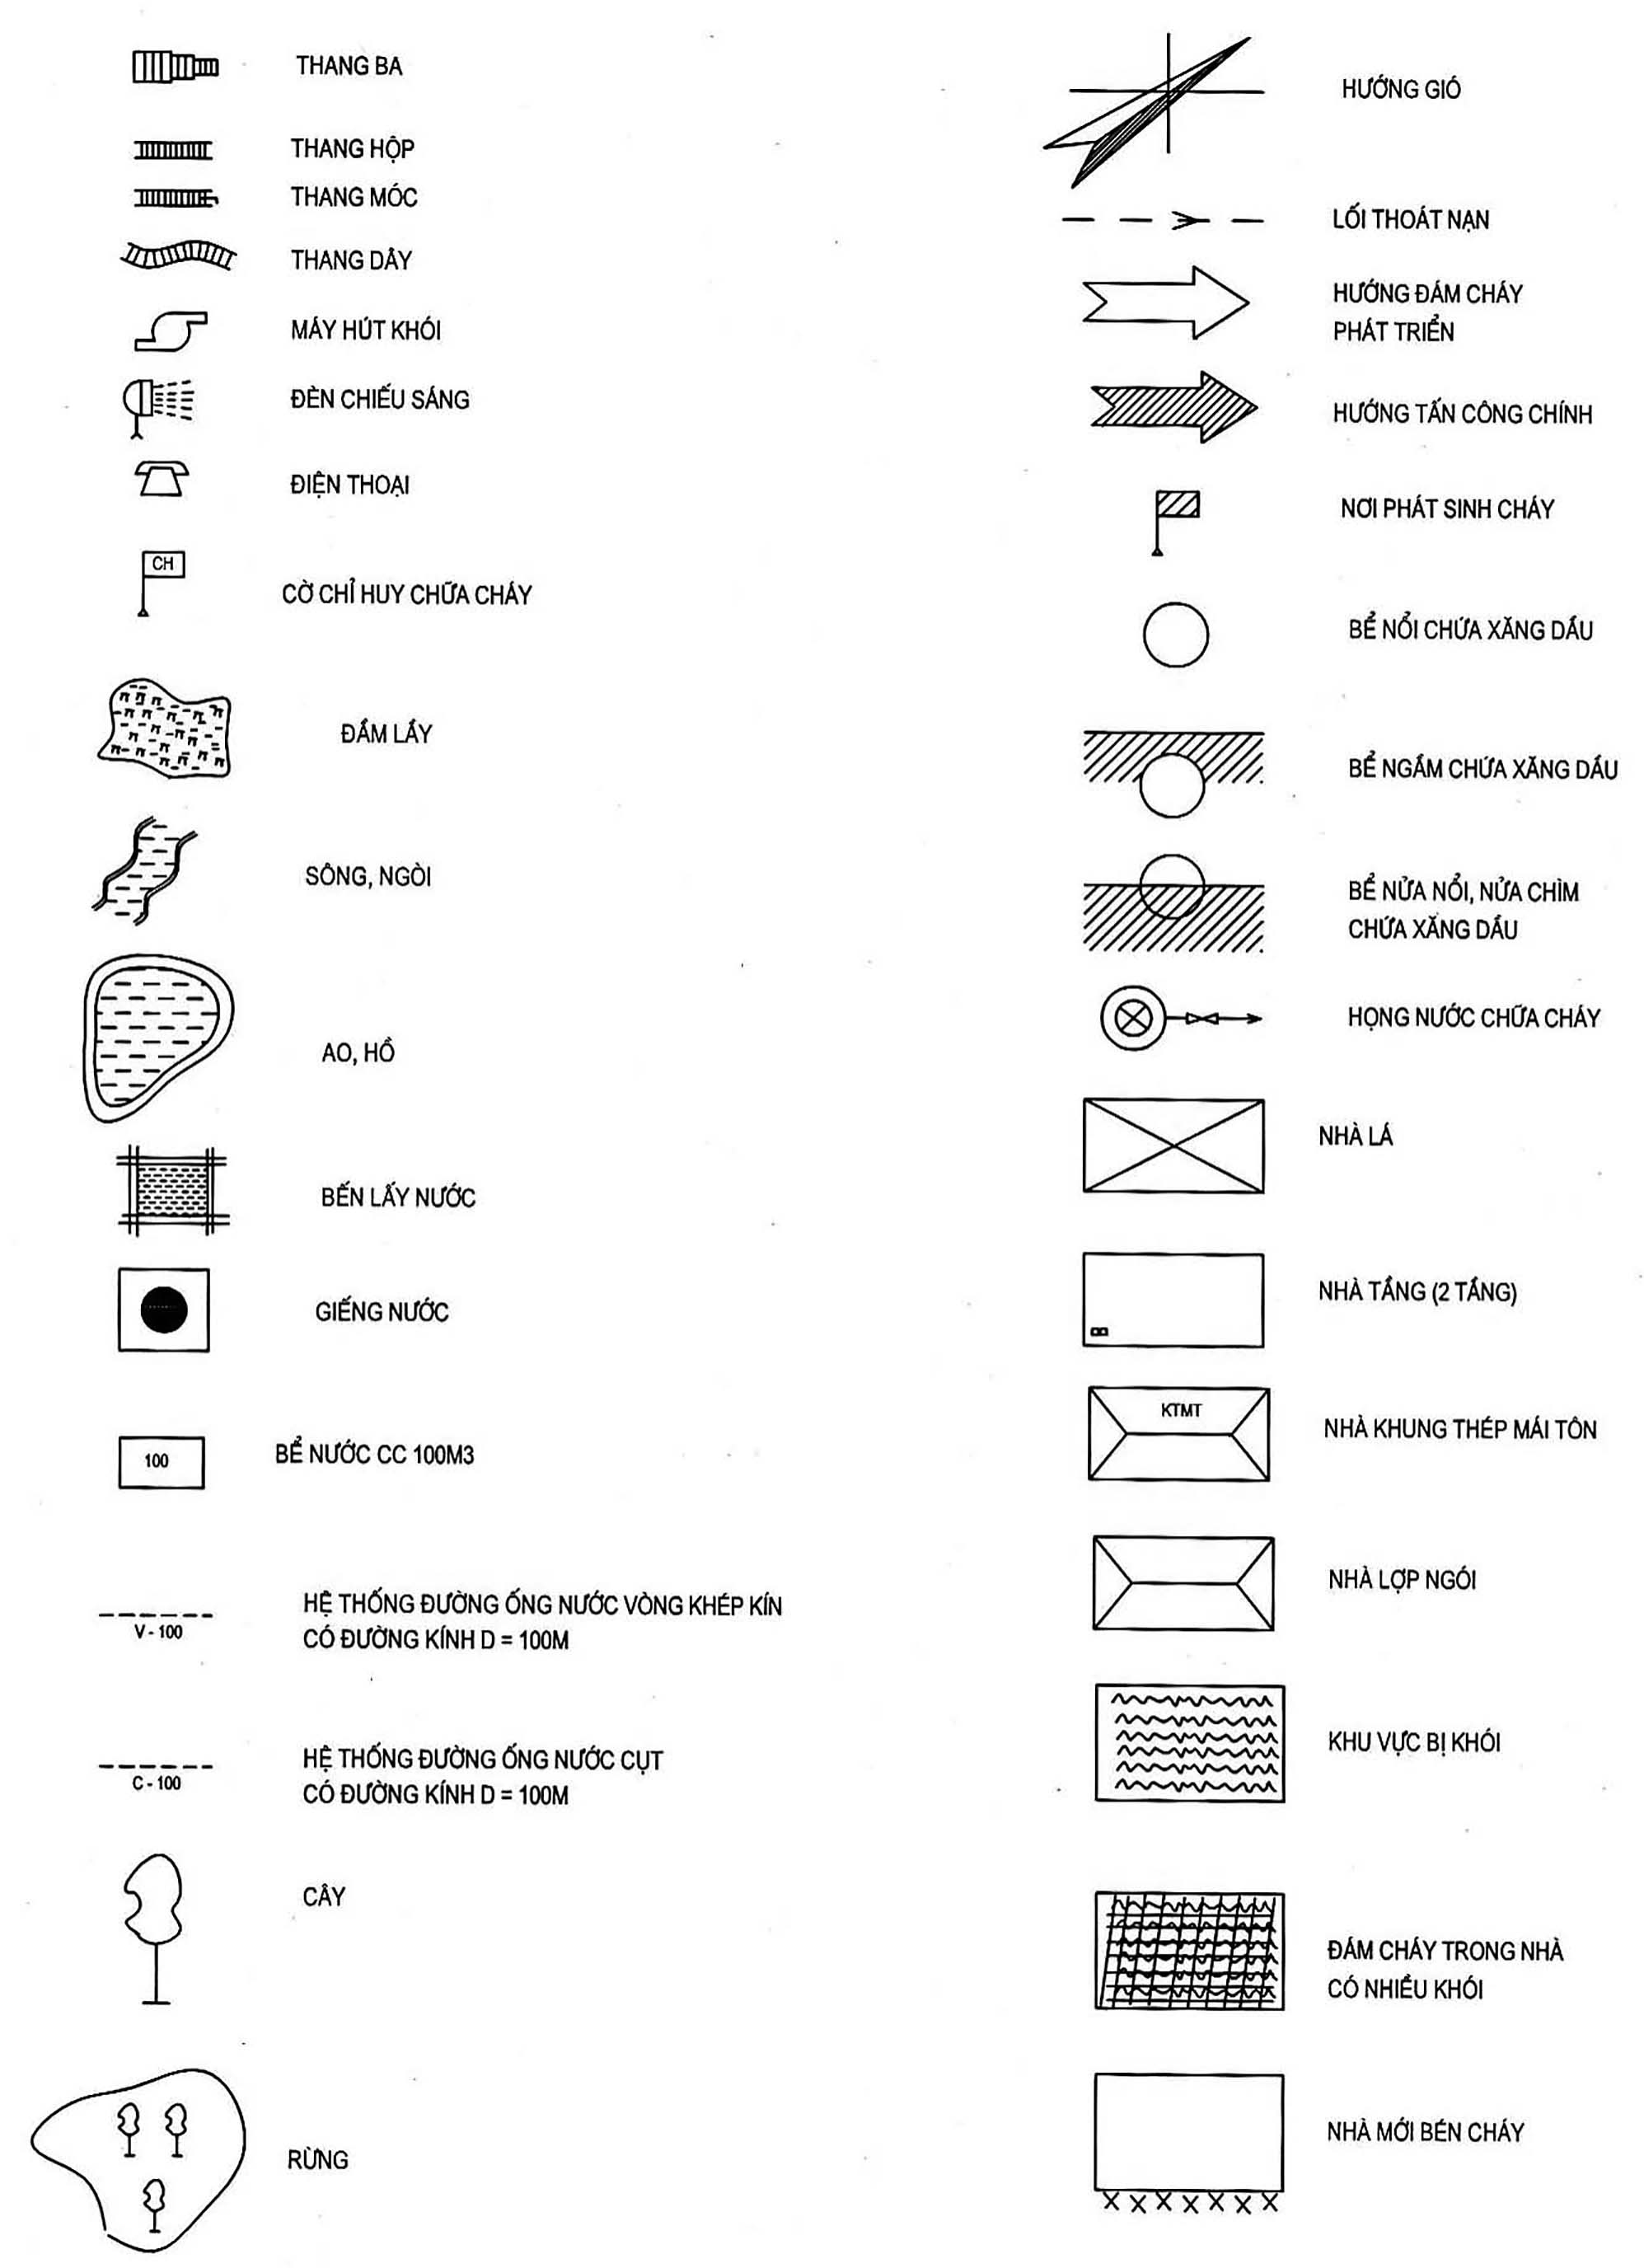 THANG BA
THANG HỘP
THANG MÓC
THANG DÂY
MÁY HÚT KHÓI
ĐÈN CHIẾU SÁNG
ĐIỆN THOẠI
CH
CỜ CHỈ HUY CHỮA CHÁY
ĐẦM LẦY
SÔNG, NGÒI
AO, HỒ
BẾN LẤY NƯỚC
GIẾNG NƯỚC
100
BỂ NƯỚC CC 100M3
HỆ THỐNG ĐƯỜNG ỐNG NƯỚC VÒNG KHÉP KÍN
V - 100
CÓ ĐƯỜNG KÍNH D = 100M
HỆ THỐNG ĐƯỜNG ỐNG NƯỚC CỤT
C - 100
CÓ ĐƯỜNG KÍNH D = 100M
CÂY
RỪNG
HƯỚNG GIÓ
LỐI THOÁT NẠN
HƯỚNG ĐÁM CHÁY
PHÁT TRIỂN
HƯỚNG TẤN CÔNG CHÍNH
NƠI PHÁT SINH CHÁY
BỂ NỔI CHỨA XĂNG DẦU
BỂ NGẦM CHỨA XĂNG DẦU
BỂ NỬA NỔI, NỬA CHÌM
CHỨA XĂNG DẦU
HỌNG NƯỚC CHỮA CHÁY
NHÀ LÁ
NHÀ TẦNG (2 TẦNG)
KTMT
NHÀ KHUNG THÉP MÁI TÔN
NHÀ LỢP NGÓI
KHU VỰC BỊ KHÓI
ĐÁM CHÁY TRONG NHÀ
CÓ NHIỀU KHÓI
NHÀ MỚI BÉN CHÁY